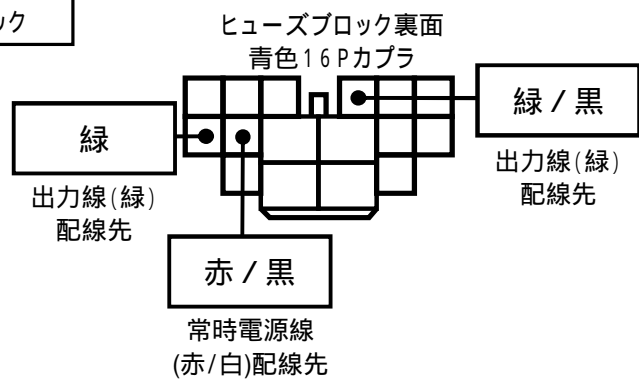 ック
ヒューズブロック裏面
青色16Pカプラ
緑
出力線(緑)
配線先
緑/黒
出力線(緑)
配線先
赤/黒
常時電源線
(赤/白)配線先